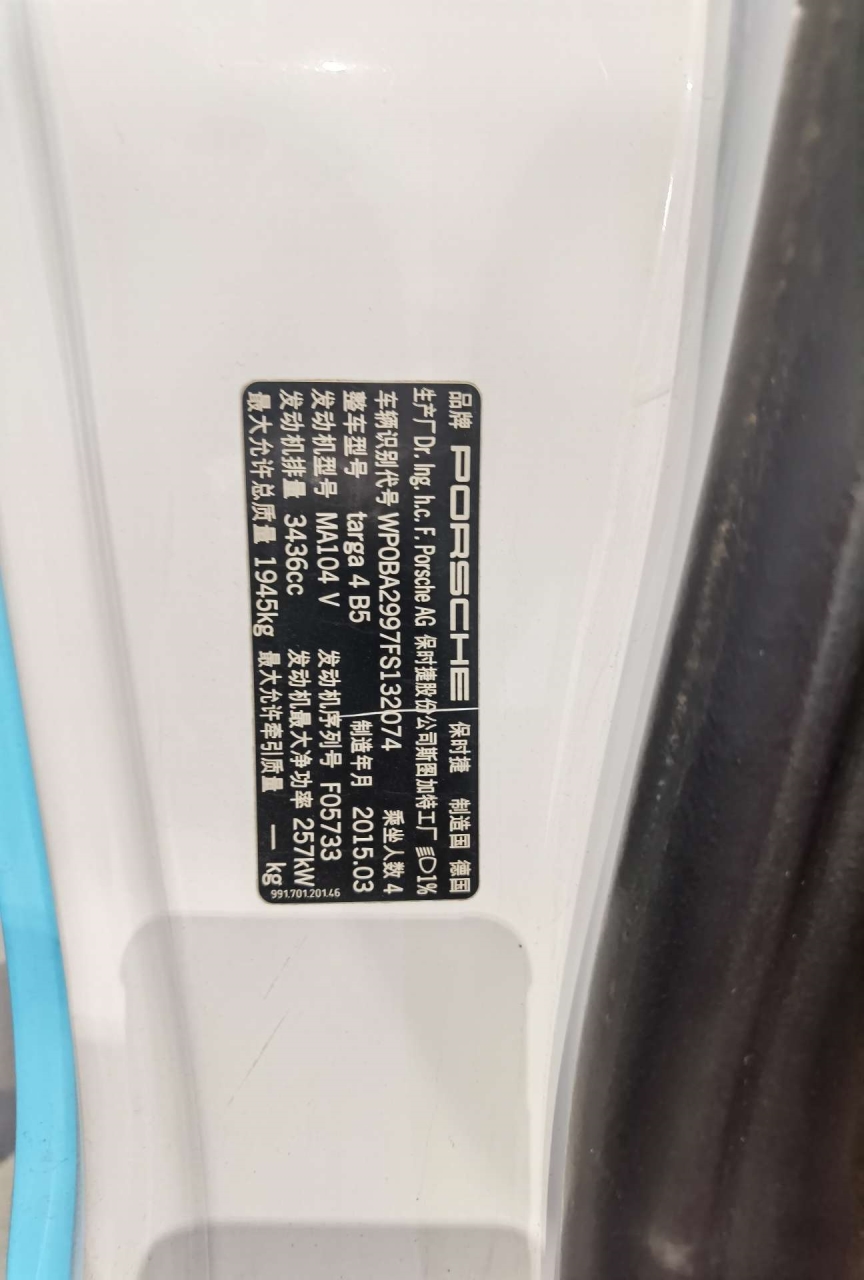 品牌 PORSCHE 保时捷 制造国 德国
生产厂Dr. Ing. h.c. F. Porsche AG 保时捷股份公司斯图加特工厂 1%
车辆识别代号 WP0BA2997FS132074 乘坐人数 4
整车型号 targa 4 B5 制造年月 2015.03
发动机型号 MA104 V 发动机序列号 F05733
发动机排量 3436cc 发动机最大净功率 257kW
最大允许总质量 1945kg 最大允许牵引质量 — kg
991.701.201.46